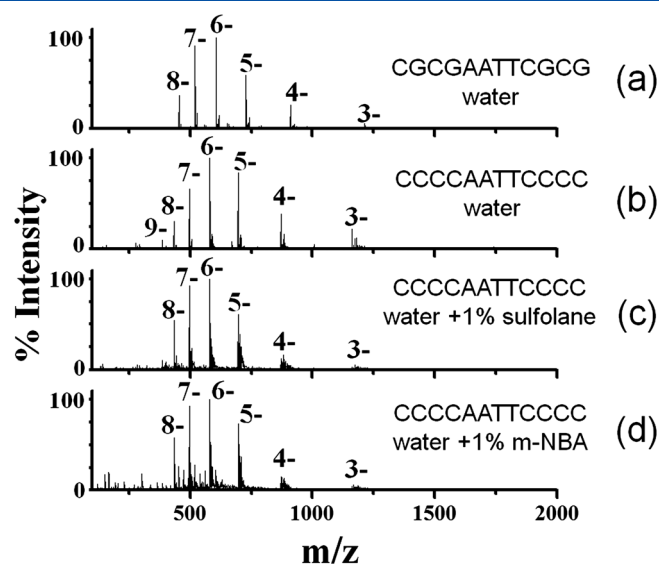 % Intensity
100
0
8-
7-
6-
5-
4-
3-
CGCGAATTCGCG
water
(a)
100
0
9-
8-
7-
6-
5-
4-
3-
CCCCAATTCCCC
water
(b)
100
0
8-
7-
6-
5-
4-
3-
CCCCAATTCCCC
water +1% sulfolane
(c)
100
0
8-
7-
6-
5-
4-
3-
CCCCAATTCCCC
water +1% m-NBA
(d)
500 1000 1500 2000
m/z